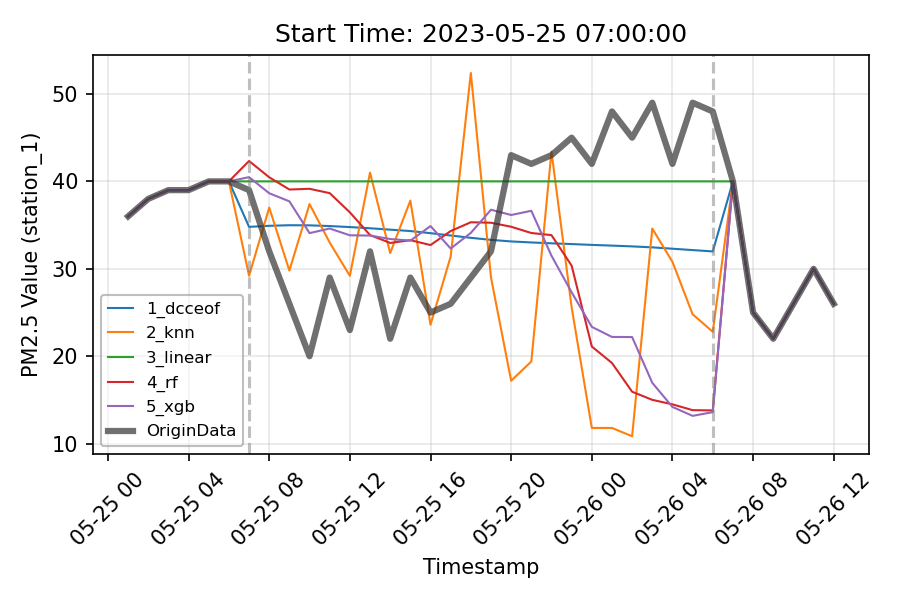 Start Time: 2023-05-25 07:00:00
PM2.5 Value (station_1)
50
40
30
20
10
1_dcceof
2_knn
3_linear
4_rf
5_xgb
OriginData
05-25 00
05-25 04
05-25 08
05-25 12
05-25 16
05-25 20
05-26 00
05-26 04
05-26 08
05-26 12
Timestamp